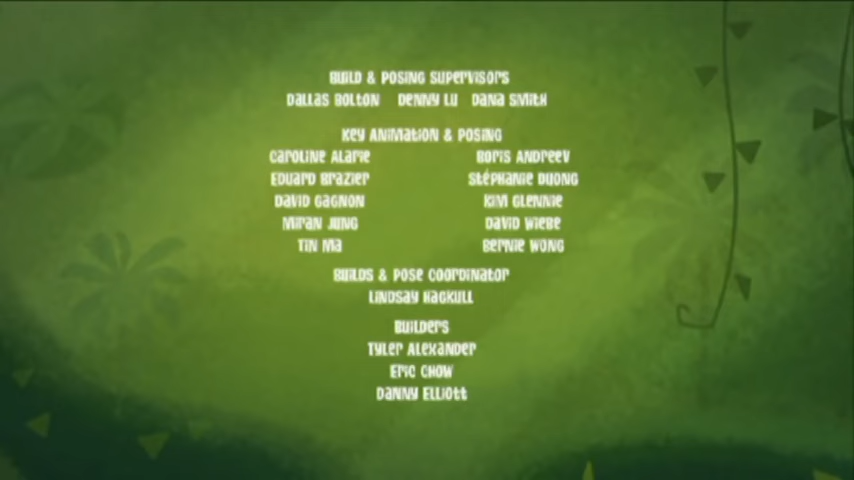 BUILD & POSING SUPERVISORS
DALLAS BOLTON DENNY LU DANA SMITH
KEY ANIMATION & POSING
CAROLINE ALARIE BORIS ANDREEV
EDUARD BRAZIER STÉPHANIE DUONG
DAVID GAGNON KIM GLENNIE
MIRAN JUNG DAVID WIEBE
TIN MA BERNIE WONG
BUILDS & POSE COORDINATOR
LINDSAY HACKULL
BUILDERS
TYLER ALEXANDER
ERIC CHOW
DANNY ELLIOTT